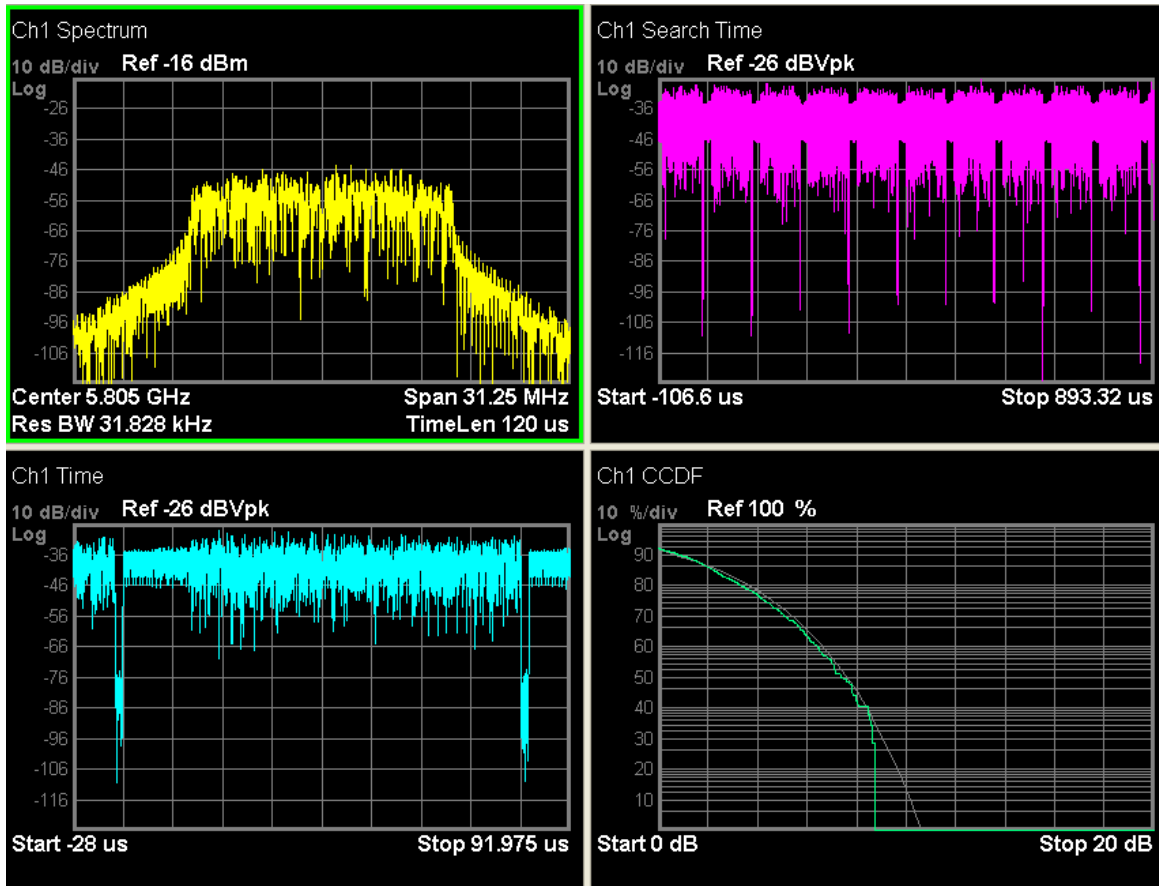 Ch1 Spectrum
10 dB/div Ref -16 dBm
Log
-26
-36
-46
-56
-66
-76
-86
-96
-106
Center 5.805 GHz Span 31.25 MHz
Res BW 31.828 kHz TimeLen 120 us
Ch1 Search Time
10 dB/div Ref -26 dBVpk
Log
-36
-46
-56
-66
-76
-86
-96
-106
-116
Start -106.6 us Stop 893.32 us
Ch1 Time
10 dB/div Ref -26 dBVpk
Log
-36
-46
-56
-66
-76
-86
-96
-106
-116
Start -28 us Stop 91.975 us
Ch1 CCDF
10 %/div Ref 100 %
Log
90
80
70
60
50
40
30
20
10
Start 0 dB Stop 20 dB